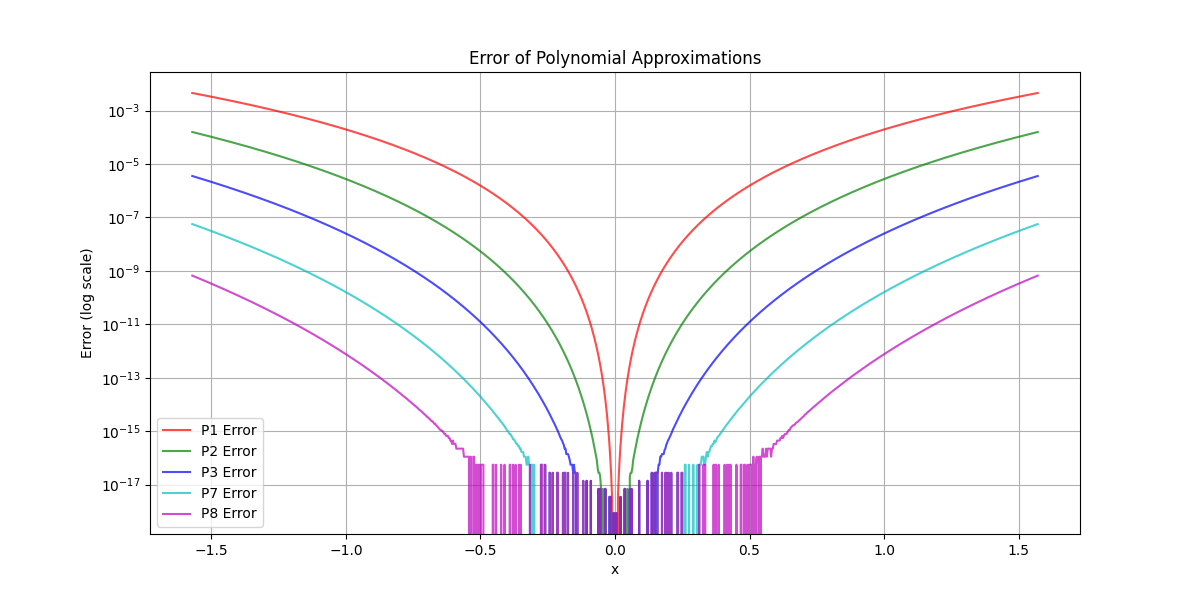 Error of Polynomial Approximations
Error (log scale)
10⁻³
10⁻⁵
10⁻⁷
10⁻⁹
10⁻¹¹
10⁻¹³
10⁻¹⁵
10⁻¹⁷
P1 Error
P2 Error
P3 Error
P7 Error
P8 Error
−1.5 −1.0 −0.5 0.0 0.5 1.0 1.5
x